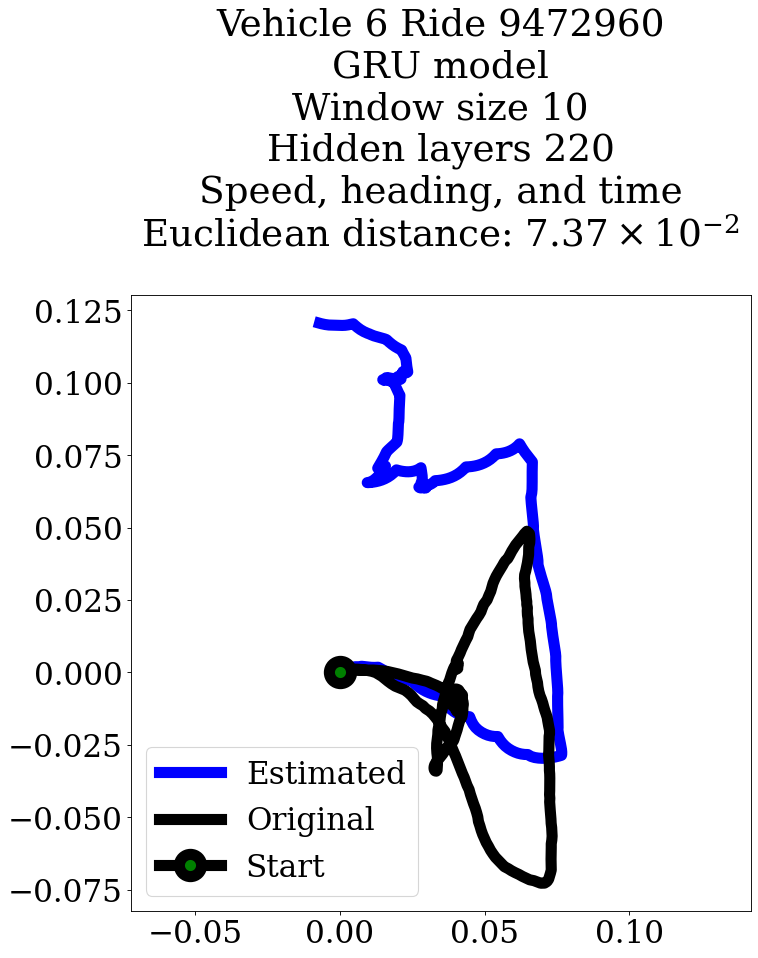 Vehicle 6 Ride 9472960
GRU model
Window size 10
Hidden layers 220
Speed, heading, and time
Euclidean distance: 7.37 × 10⁻²
0.125
0.100
0.075
0.050
0.025
0.000
−0.025
−0.050
−0.075
Estimated
Original
Start
−0.05
0.00
0.05
0.10